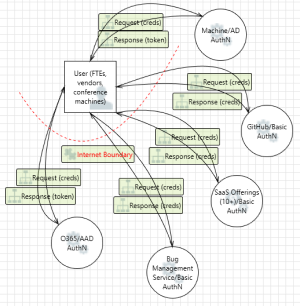 Request (creds)
Response (token)
Machine/AD
AuthN
User (FTEs,
vendors,
conference
machines)
Request (creds)
Response (creds)
GitHub/Basic
AuthN
Request (creds)
Response (creds)
Internet Boundary
Request (creds)
Response (token)
Request (creds)
Response (creds)
SaaS Offerings
(10+)/Basic
AuthN
O365/AAD
AuthN
Bug
Management
Service/Basic
AuthN